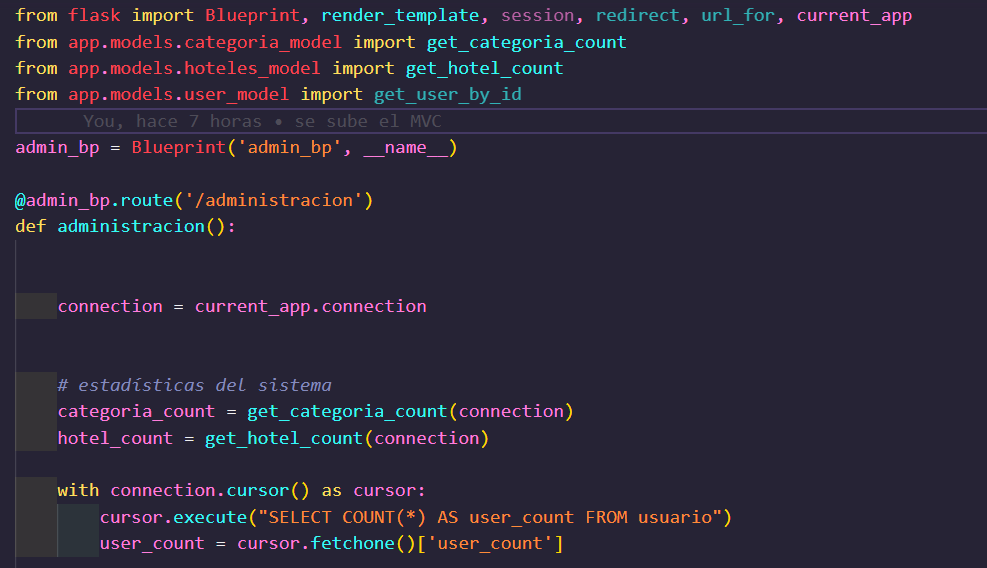 from flask import Blueprint, render_template, session, redirect, url_for, current_app
from app.models.categoria_model import get_categoria_count
from app.models.hoteles_model import get_hotel_count
from app.models.user_model import get_user_by_id
You, hace 7 horas • se sube el MVC
admin_bp = Blueprint('admin_bp', __name__)
@admin_bp.route('/administracion')
def administracion():
connection = current_app.connection
# estadísticas del sistema
categoria_count = get_categoria_count(connection)
hotel_count = get_hotel_count(connection)
with connection.cursor() as cursor:
cursor.execute("SELECT COUNT(*) AS user_count FROM usuario")
user_count = cursor.fetchone()['user_count']